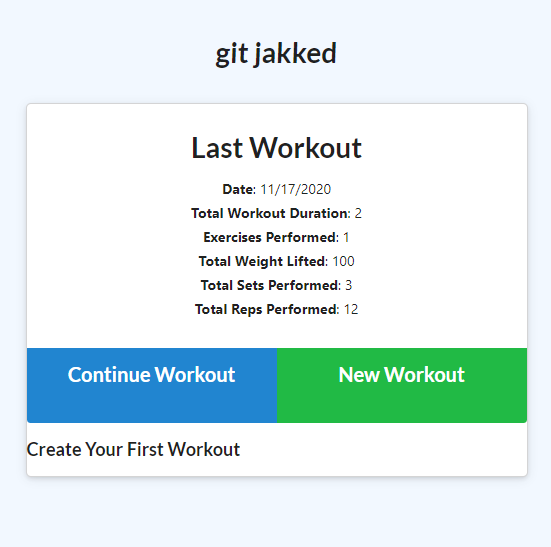 git jakked
Last Workout
Date: 11/17/2020
Total Workout Duration: 2
Exercises Performed: 1
Total Weight Lifted: 100
Total Sets Performed: 3
Total Reps Performed: 12
Continue Workout
New Workout
Create Your First Workout